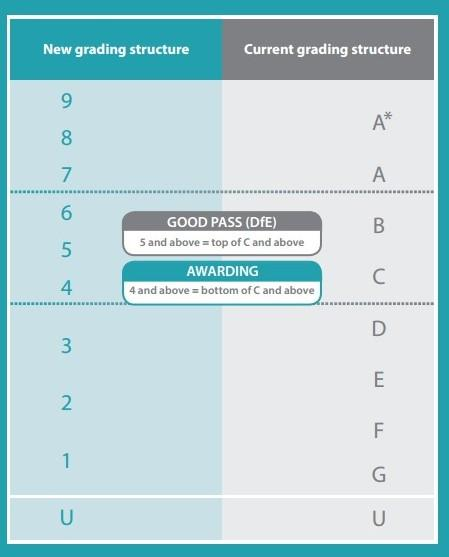 New grading structure
Current grading structure
9
8
A*
7
A
6
B
GOOD PASS (DfE)
5 and above = top of C and above
5
AWARDING
C
4
4 and above = bottom of C and above
D
3
E
2
F
1
G
U
U